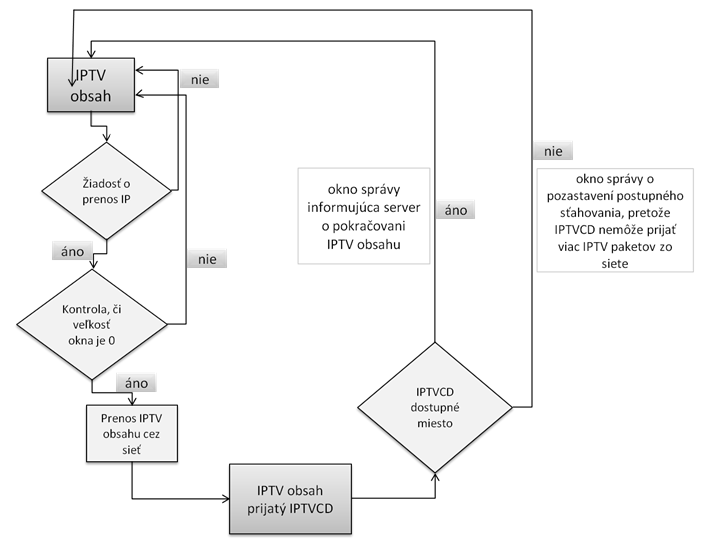 IPTV
obsah
nie
Žiadosť o
prenos IP
áno
nie
Kontrola, či
veľkosť
okna je 0
áno
Prenos IPTV
obsahu cez
sieť
IPTV obsah
prijatý IPTVCD
IPTVCD
dostupné
miesto
áno
okno správy
informujúca server
o pokračovani
IPTV obsahu
nie
okno správy o
pozastavení postupného
sťahovania, pretože
IPTVCD nemôže prijať
viac IPTV paketov zo
siete